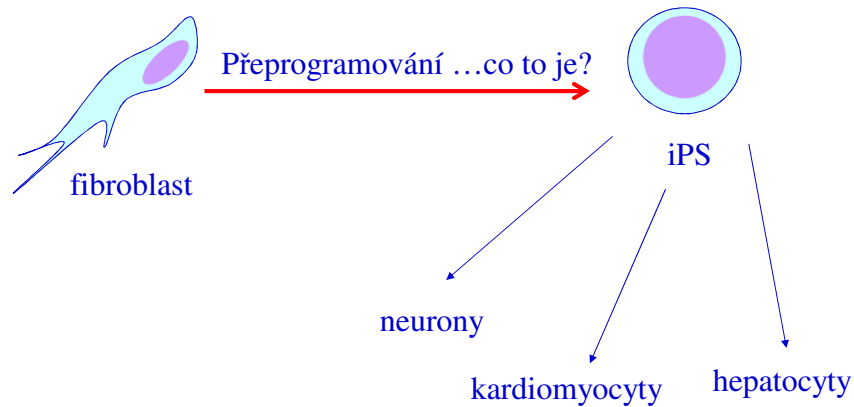 Přeprogramování …co to je?
iPS
fibroblast
neurony
kardiomyocyty
hepatocyty